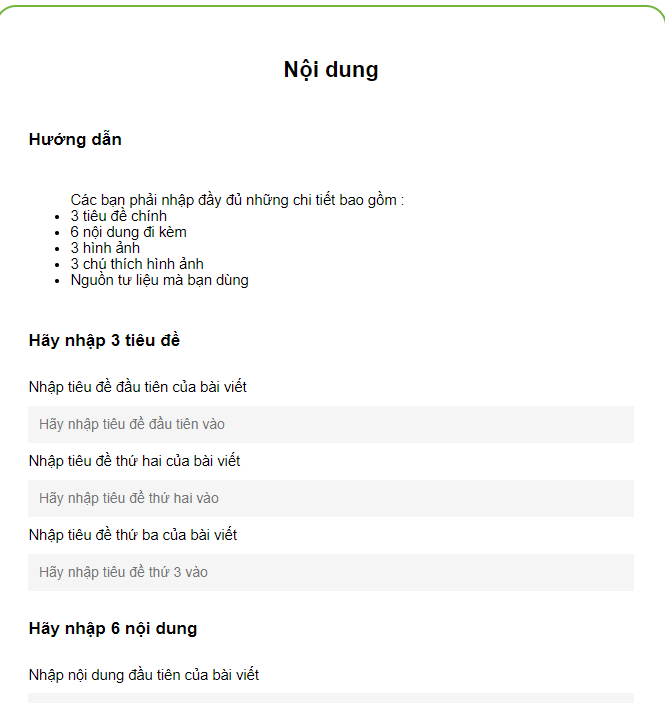 Nội dung
Hướng dẫn
Các bạn phải nhập đầy đủ những chi tiết bao gồm :
3 tiêu đề chính
6 nội dung đi kèm
3 hình ảnh
3 chú thích hình ảnh
Nguồn tư liệu mà bạn dùng
Hãy nhập 3 tiêu đề
Nhập tiêu đề đầu tiên của bài viết
Hãy nhập tiêu đề đầu tiên vào
Nhập tiêu đề thứ hai của bài viết
Hãy nhập tiêu đề thứ hai vào
Nhập tiêu đề thứ ba của bài viết
Hãy nhập tiêu đề thứ 3 vào
Hãy nhập 6 nội dung
Nhập nội dung đầu tiên của bài viết